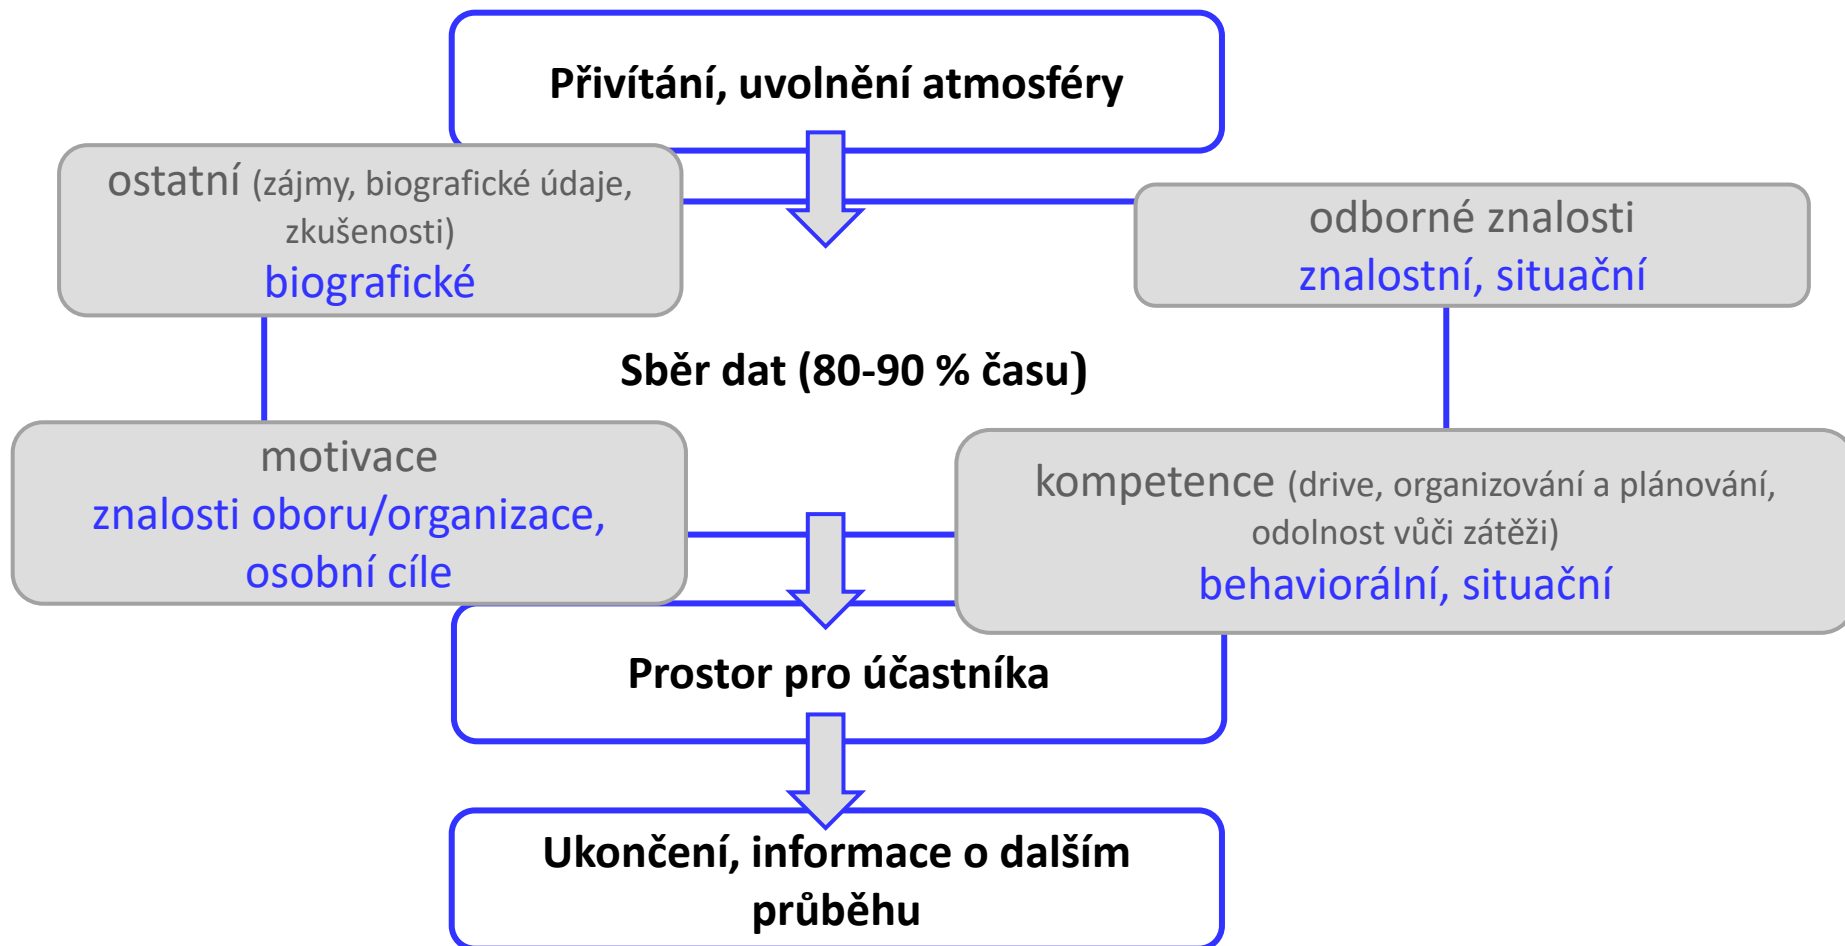 Přivítání, uvolnění atmosféry
ostatní (zájmy, biografické údaje,
zkušenosti)
biografické
odborné znalosti
znalostní, situační
Sběr dat (80-90 % času)
motivace
znalosti oboru/organizace,
osobní cíle
kompetence (drive, organizování a plánování,
odolnost vůči zátěži)
behaviorální, situační
Prostor pro účastníka
Ukončení, informace o dalším
průběhu